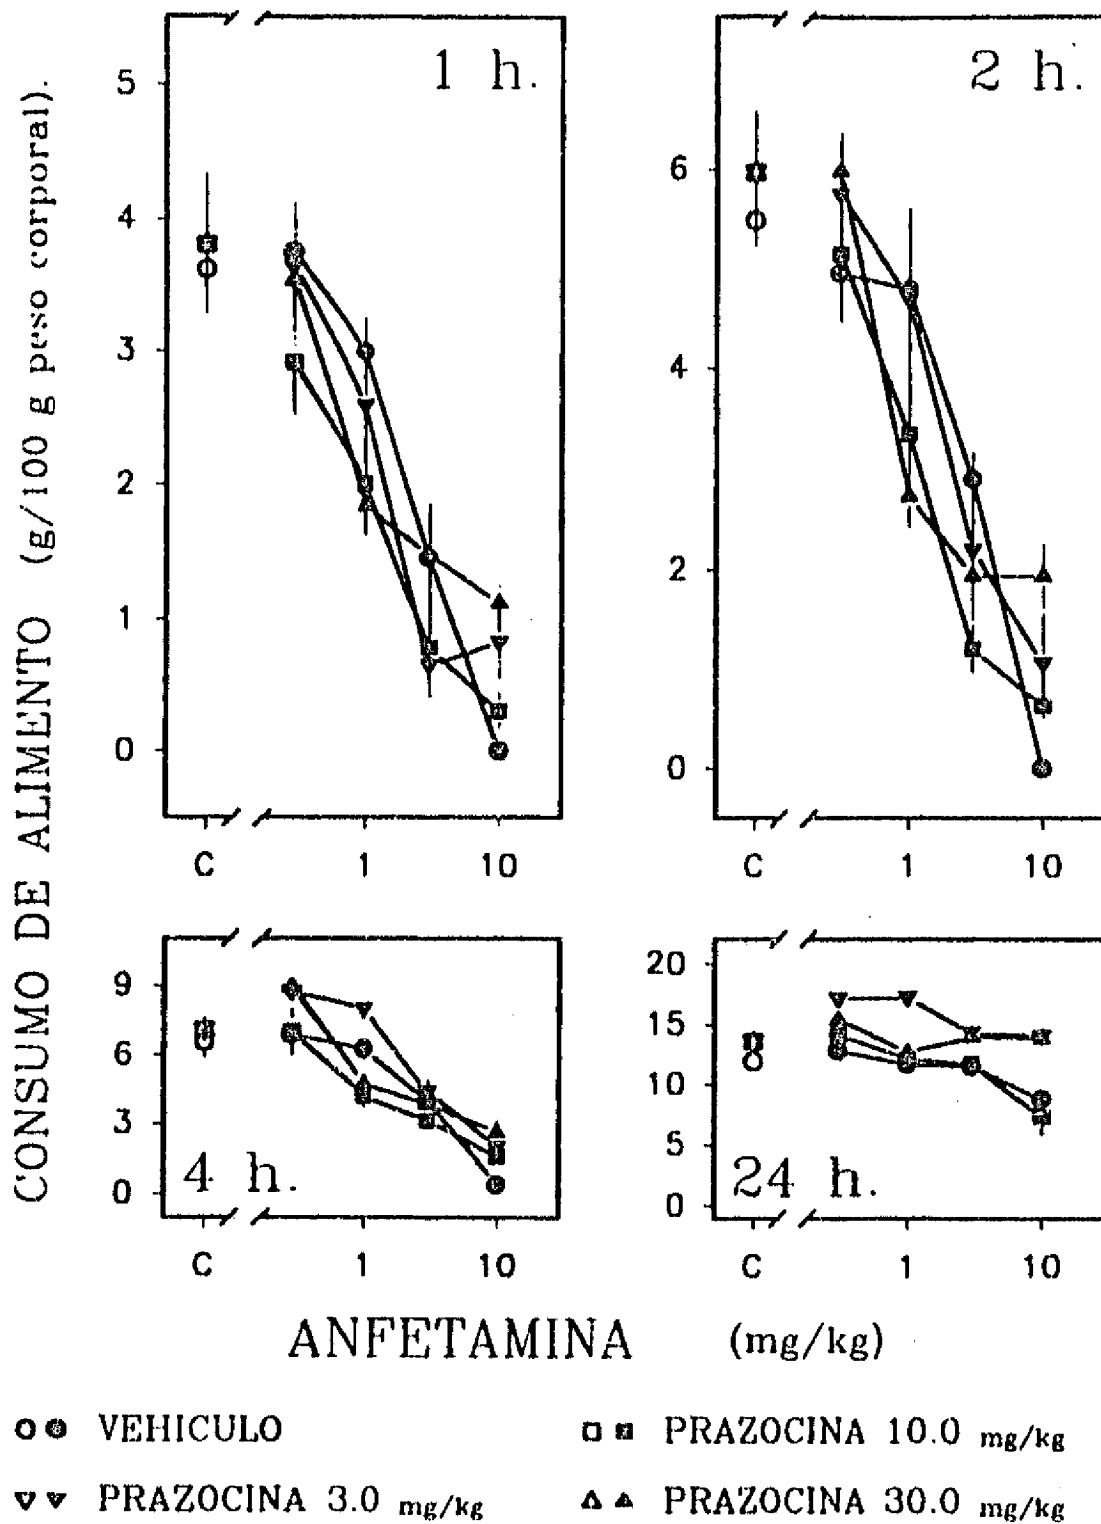 CONSUMO DE ALIMENTO (g/100 g peso corporal).
1 h.
5
4
3
2
1
0
C 1 10
2 h.
6
4
2
0
C 1 10
9
6
3
0
4 h.
C 1 10
20
15
10
5
0
24 h.
C 1 10
ANFETAMINA (mg/kg)
VEHICULO
PRAZOCINA 10.0 mg/kg
PRAZOCINA 3.0 mg/kg
PRAZOCINA 30.0 mg/kg